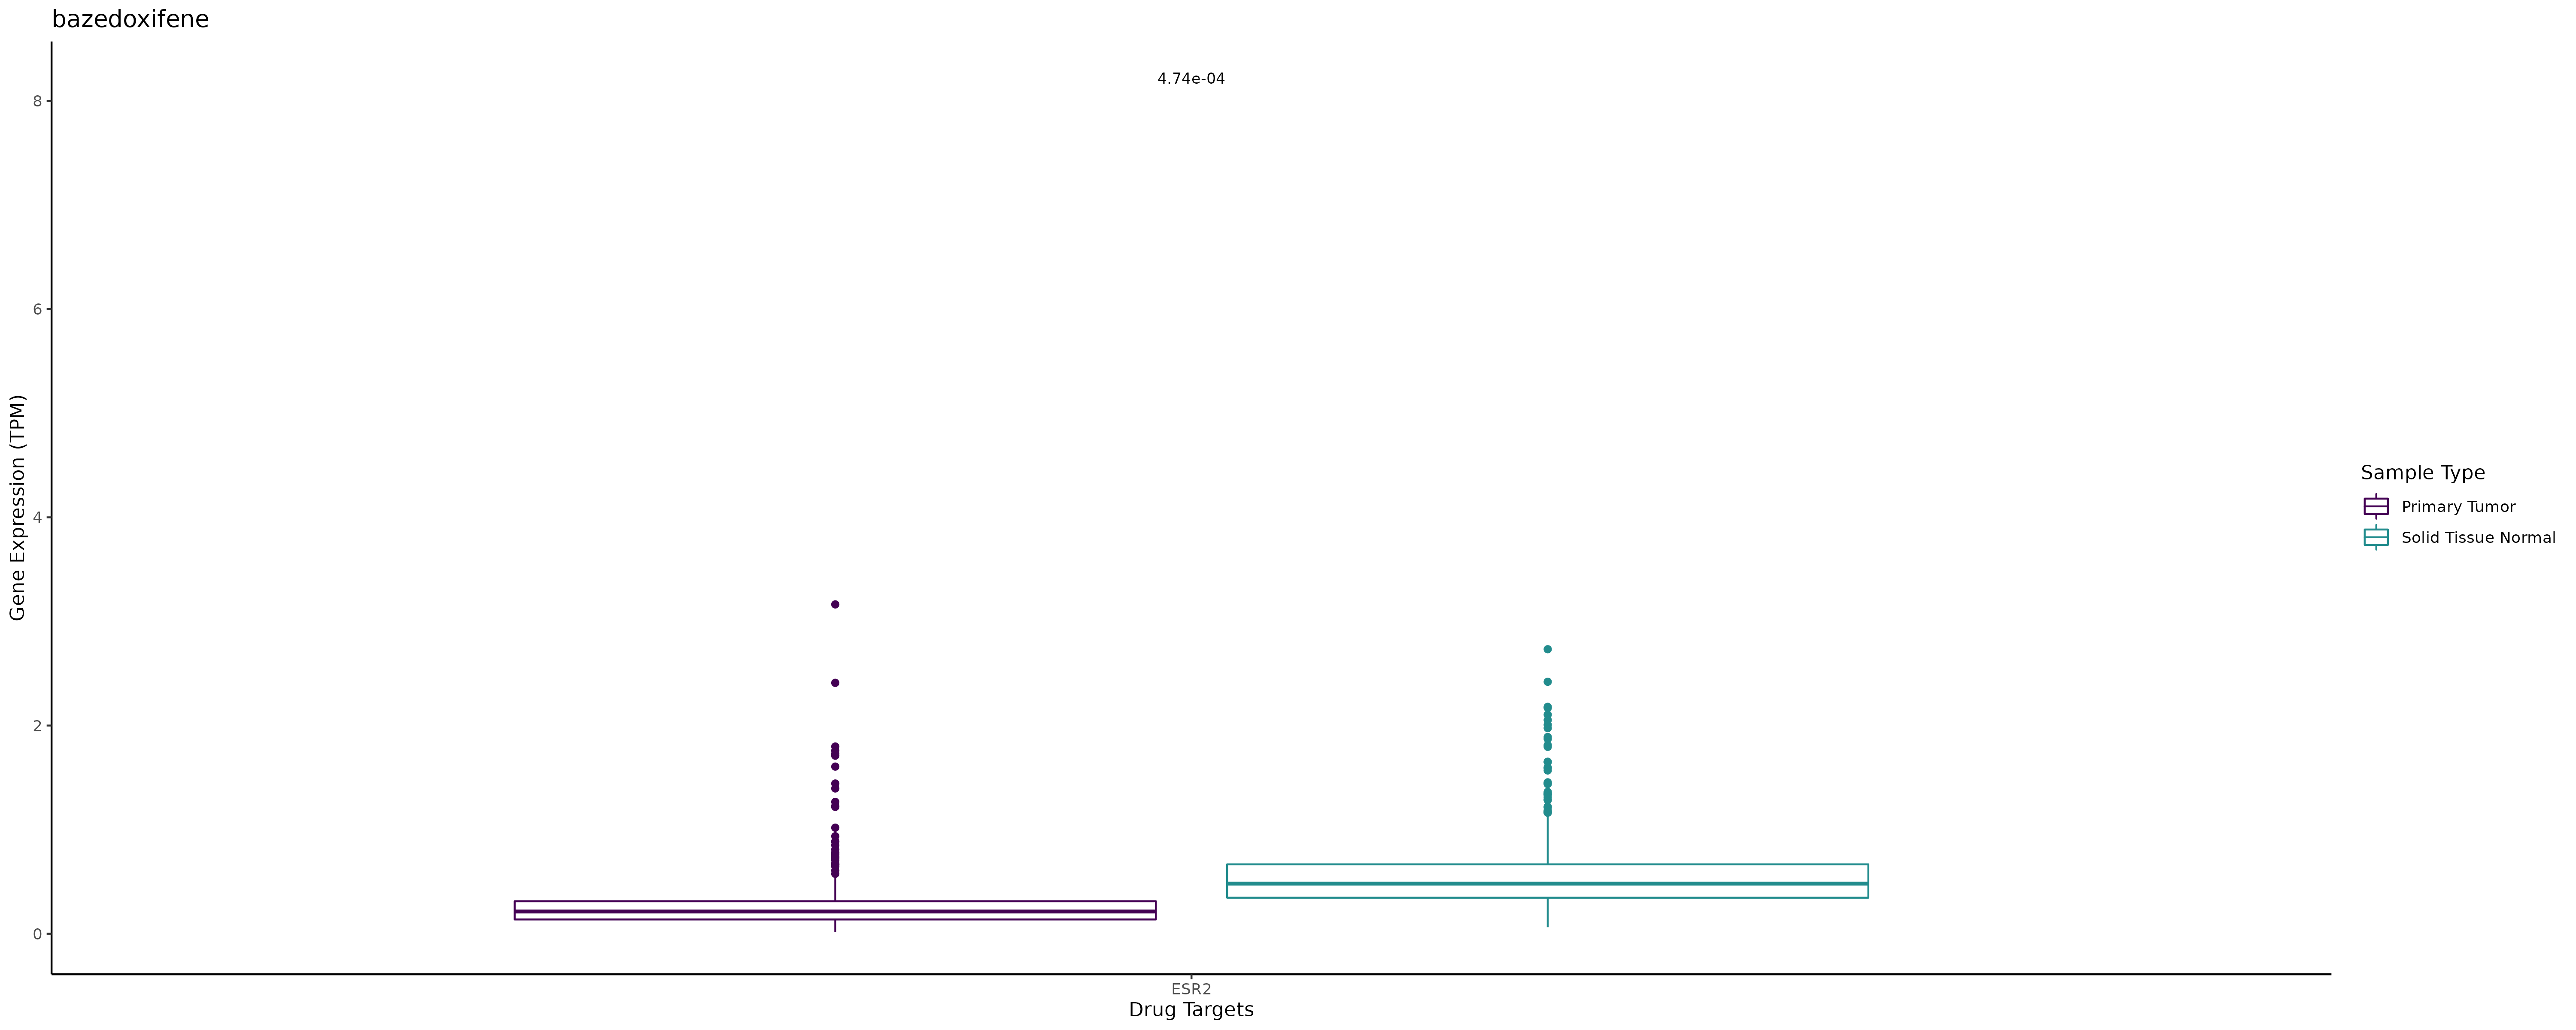 bazedoxifene
4.74e-04
8
6
4
2
0
Gene Expression (TPM)
ESR2
Drug Targets
Sample Type
Primary Tumor
Solid Tissue Normal